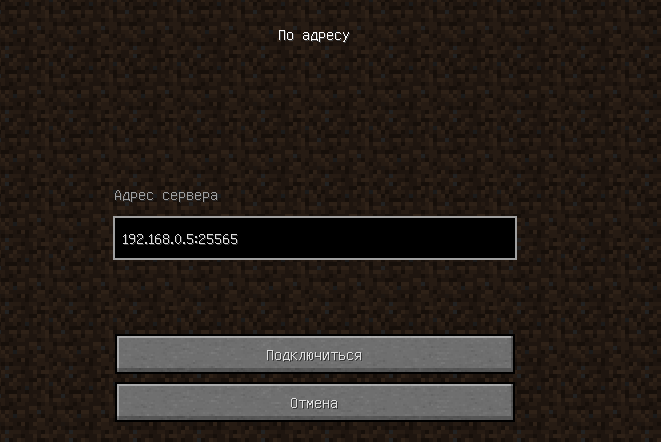 По адресу
Адрес сервера
192.168.0.5:25565
Подключиться
Отмена